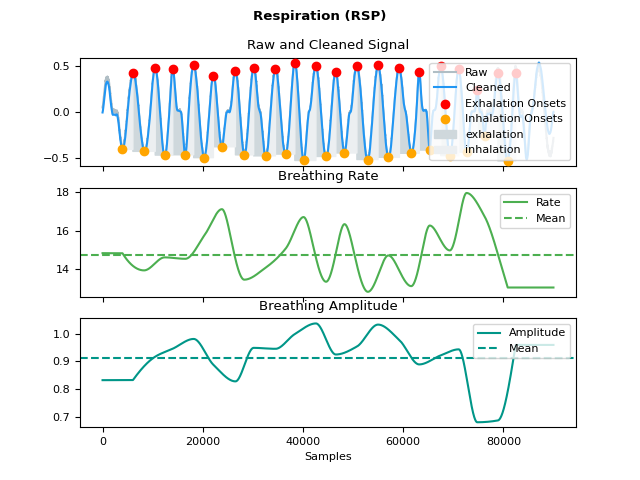 Respiration (RSP)
Raw and Cleaned Signal
0.5
0.0
−0.5
Raw
Cleaned
Exhalation Onsets
Inhalation Onsets
exhalation
inhalation
Breathing Rate
18
16
14
Rate
Mean
Breathing Amplitude
1.0
0.9
0.8
0.7
Amplitude
Mean
0 20000 40000 60000 80000
Samples